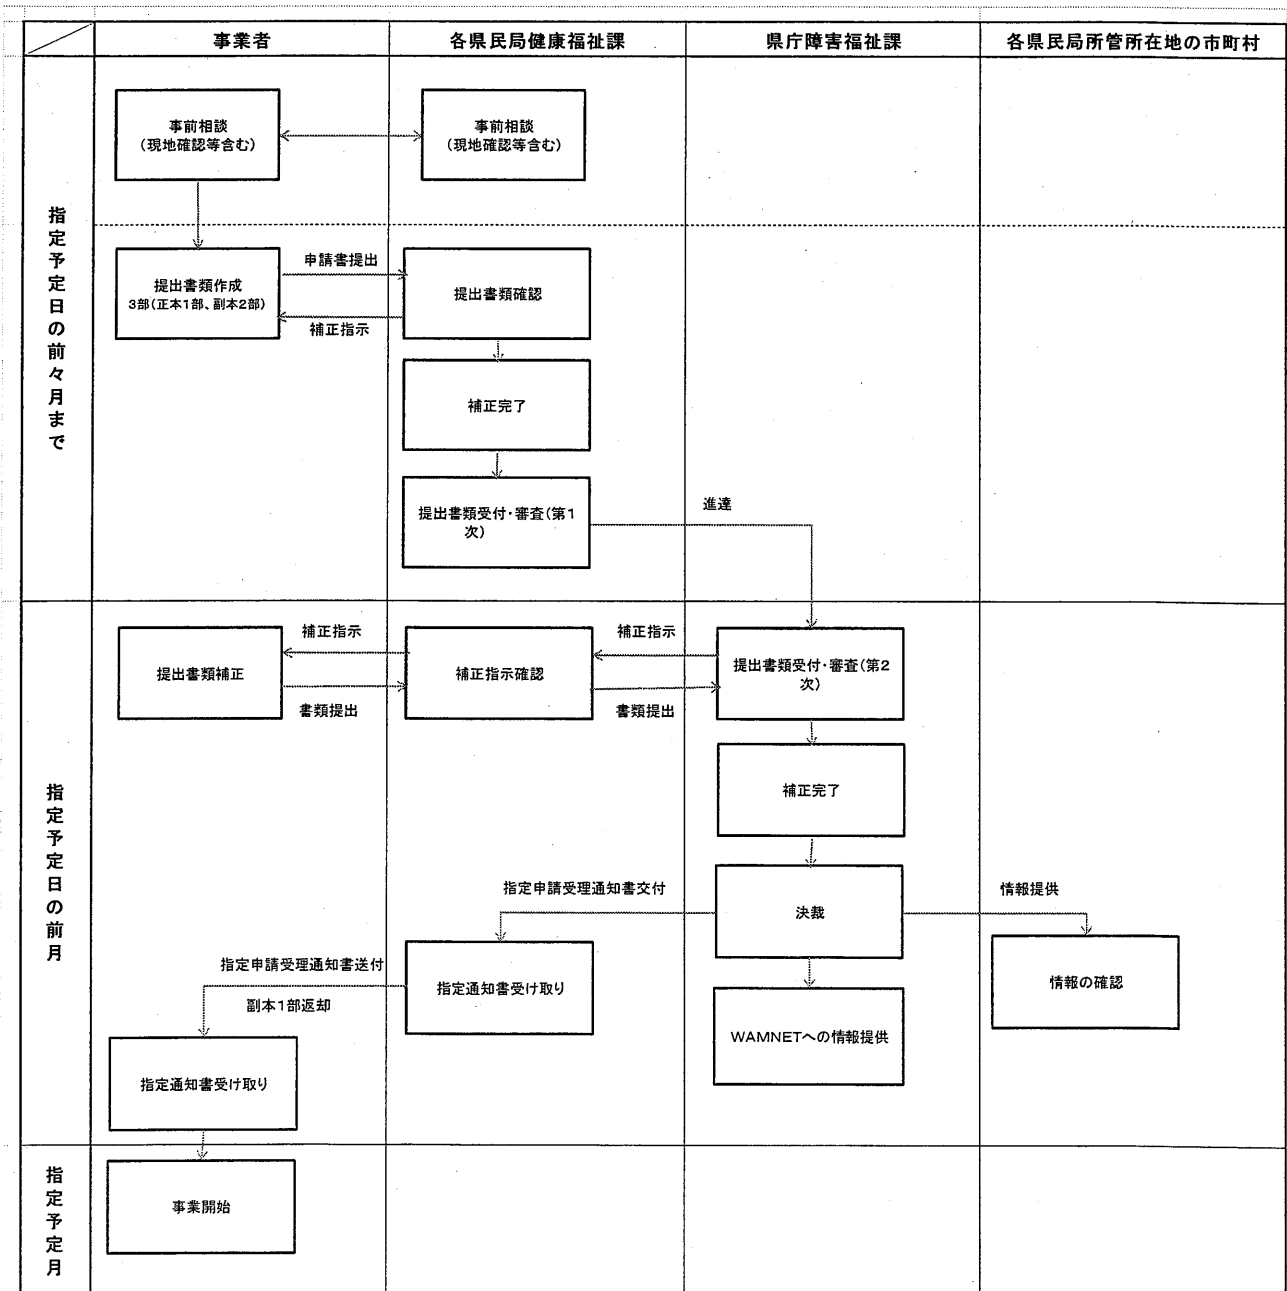 事業者
各県民局健康福祉課
県庁障害福祉課
各県民局所管所在地の市町村
指定予定日の前々月まで
事前相談
(現地確認等含む)
事前相談
(現地確認等含む)
提出書類作成
3部(正本1部、副本2部)
申請書提出
補正指示
提出書類確認
補正完了
提出書類受付・審査(第1
次)
進達
指定予定日の前月
提出書類補正
補正指示
書類提出
補正指示確認
補正指示
書類提出
提出書類受付・審査(第2
次)
補正完了
決裁
指定申請受理通知書交付
情報提供
情報の確認
指定通知書受け取り
指定申請受理通知書送付
副本1部返却
WAMNETへの情報提供
指定通知書受け取り
指定予定月
事業開始